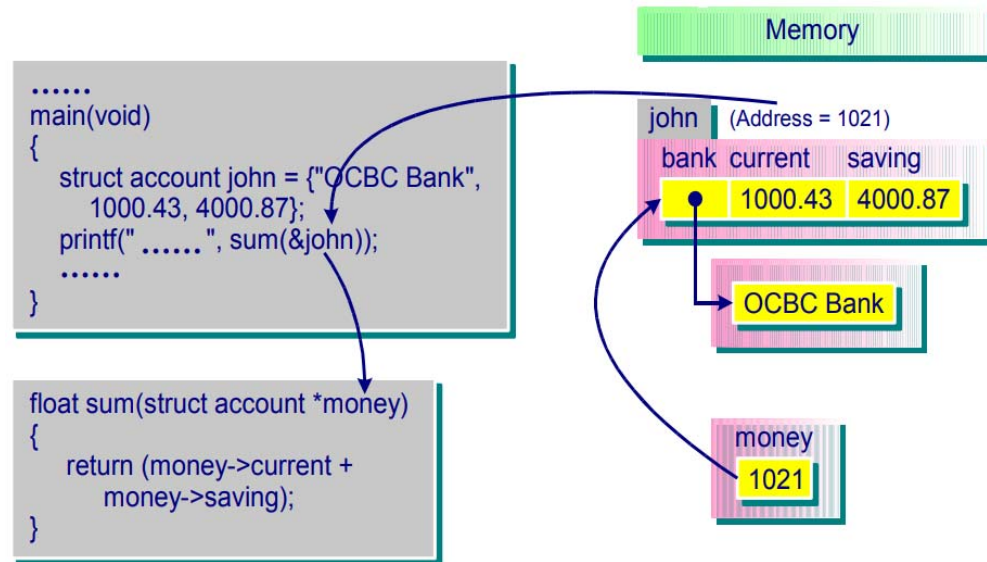 ......
main(void)
{
struct account john = {"OCBC Bank",
1000.43, 4000.87};
printf(" ...... ", sum(&john));
......
}
float sum(struct account *money)
{
return (money->current +
money->saving);
}
Memory
john (Address = 1021)
bank current saving
1000.43 4000.87
OCBC Bank
money
1021